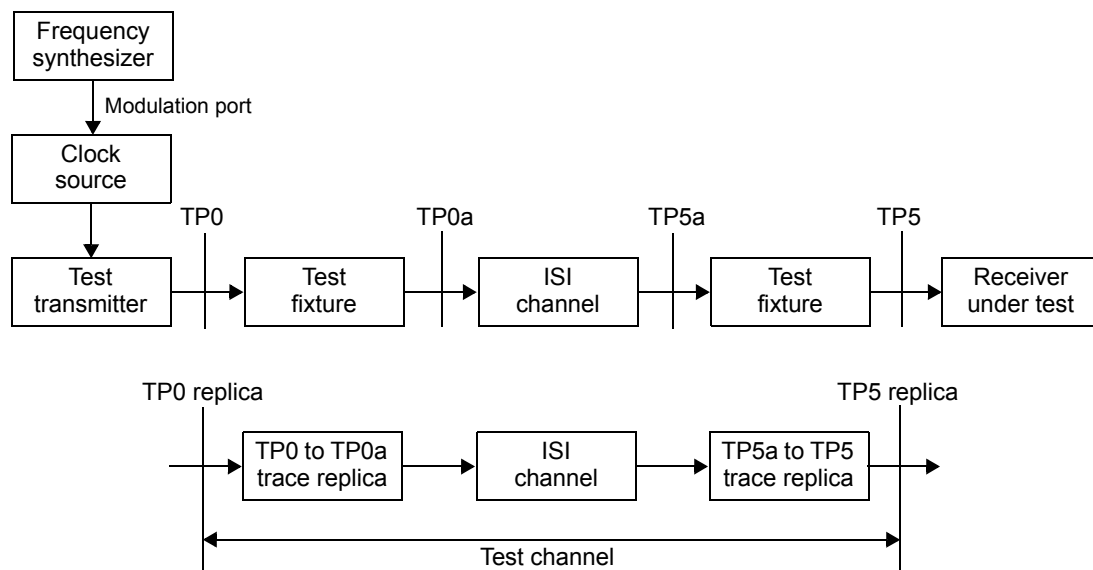 Frequency
synthesizer
Modulation port
Clock
source
TP0
TP0a
TP5a
TP5
Test
transmitter
Test
fixture
ISI
channel
Test
fixture
Receiver
under test
TP0 replica
TP5 replica
TP0 to TP0a
trace replica
ISI
channel
TP5a to TP5
trace replica
Test channel